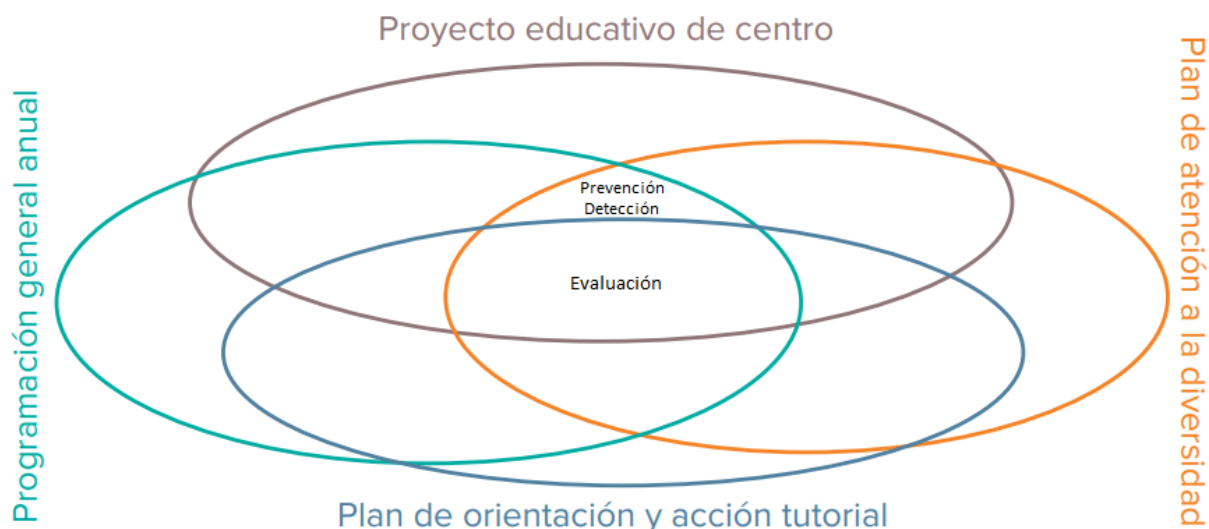 Proyecto educativo de centro
Programación general anual
Plan de atención a la diversidad
Prevención
Detección
Evaluación
Plan de orientación y acción tutorial